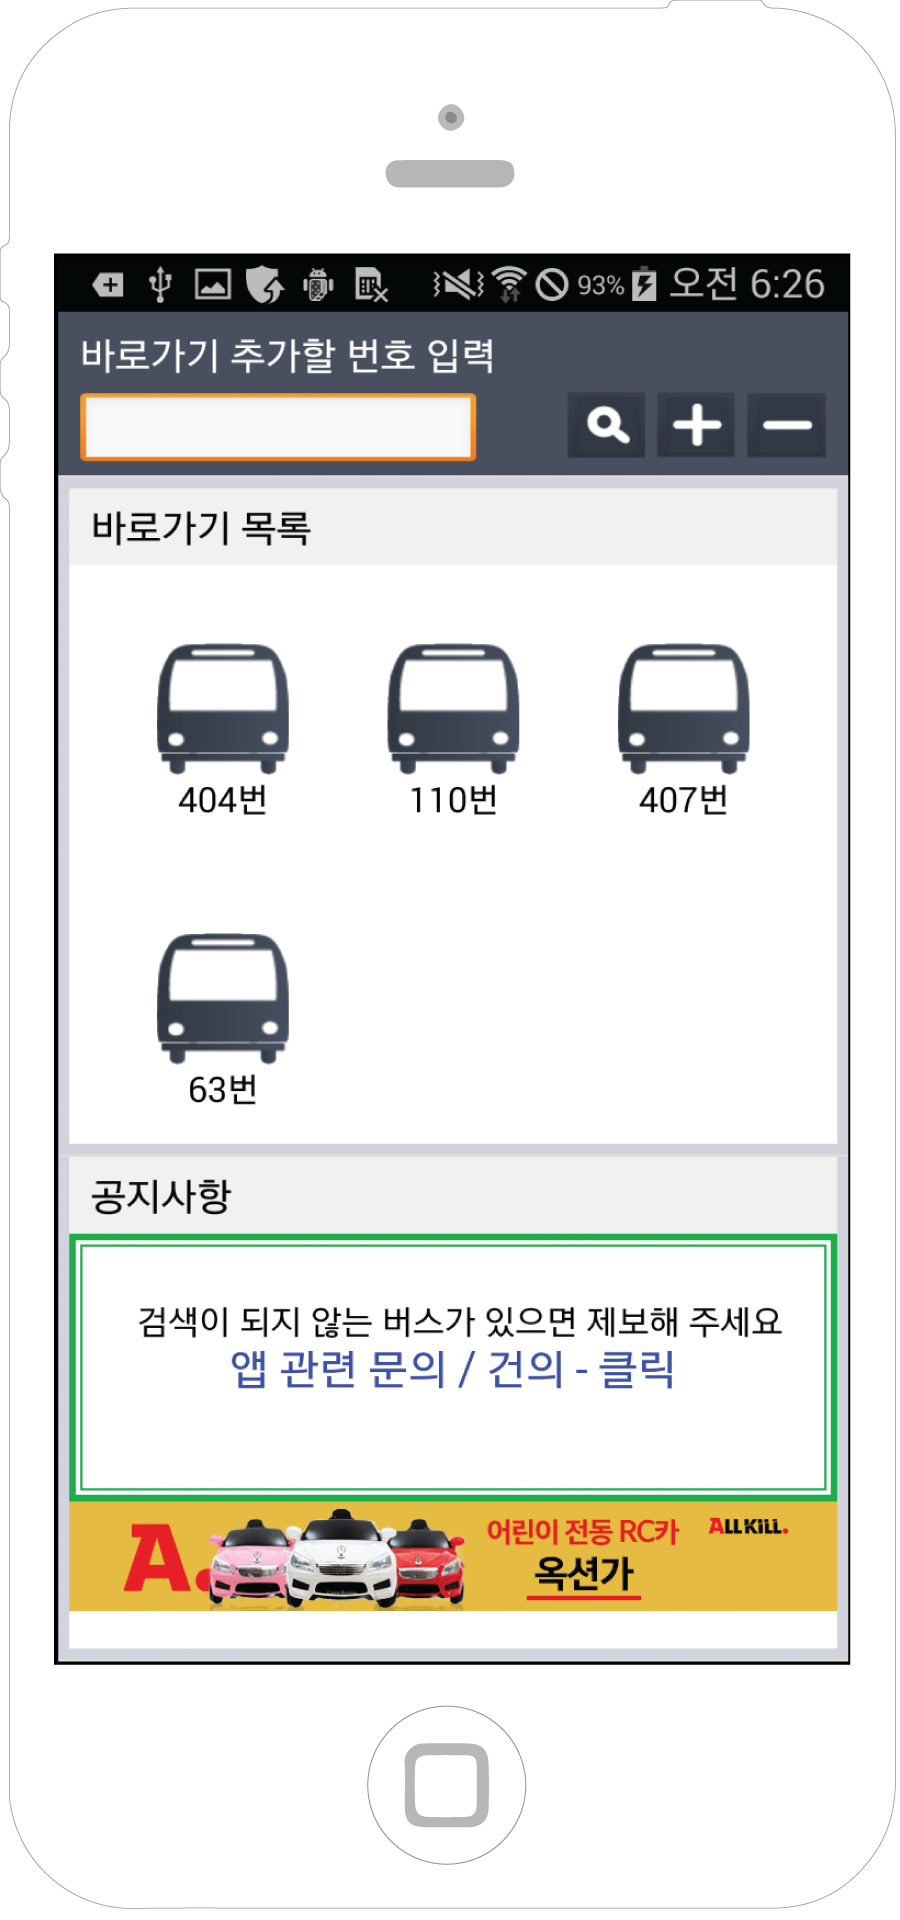 93% 오전 6:26
바로가기 추가할 번호 입력
바로가기 목록
404번 110번 407번
63번
공지사항
검색이 되지 않는 버스가 있으면 제보해 주세요
앱 관련 문의 / 건의 - 클릭
A.
어린이 전동 RC카
옥션가
ALLKILL.